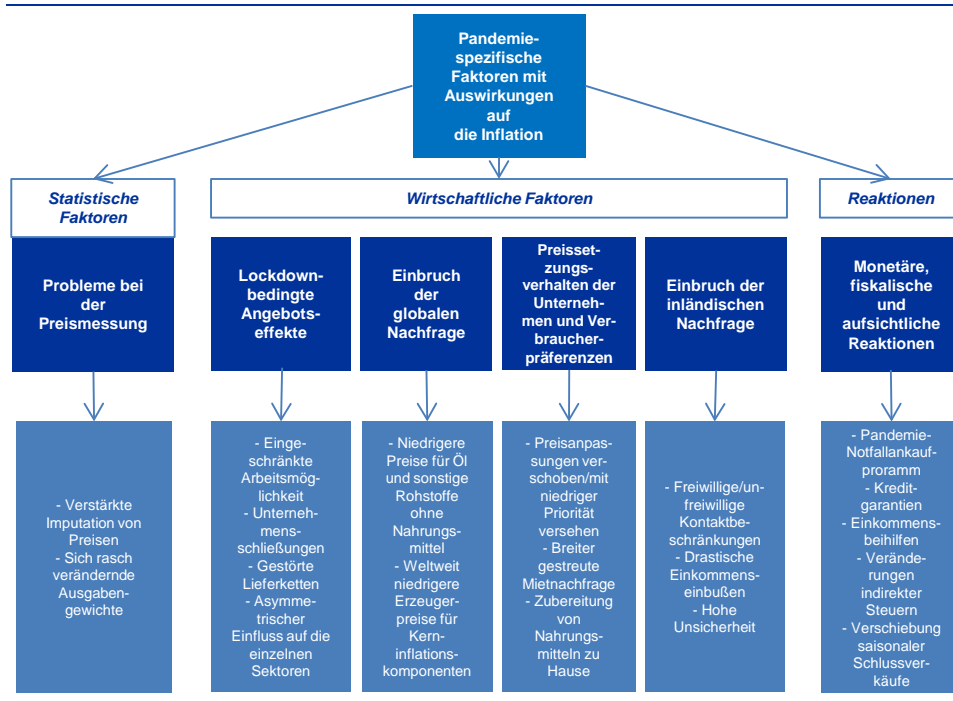 Pandemie-
spezifische
Faktoren mit
Auswirkungen
auf
die Inflation
Statistische
Faktoren
Wirtschaftliche Faktoren
Reaktionen
Probleme bei
der
Preismessung
Lockdown-
bedingte
Angebots-
effekte
Einbruch
der
globalen
Nachfrage
Preisset-
zungs-
verhalten der
Unterneh-
men und Ver-
braucher-
präferenzen
Einbruch der
inländischen
Nachfrage
Monetäre,
fiskalische
und
aufsichtliche
Reaktionen
- Verstärkte
Imputation von
Preisen
- Sich rasch
verändernde
Ausgaben-
gewichte
- Einge-
schränkte
Arbeitsmög-
lichkeit
- Unterneh-
mens-
schließungen
- Gestörte
Lieferketten
- Asymme-
trischer
Einfluss auf die
einzelnen
Sektoren
- Niedrigere
Preise für Öl
und sonstige
Rohstoffe
ohne
Nahrungs-
mittel
- Weltweit
niedrigere
Erzeuger-
preise für
Kern-
inflations-
komponenten
- Preisanpas-
sungen ver-
schoben/mit
niedriger
Priorität
versehen
- Breiter
gestreute
Mietnachfrage
- Zubereitung
von
Nahrungs-
mitteln zu
Hause
- Freiwillige/un-
freiwillige
Kontaktbe-
schränkungen
- Drastische
Einkommens-
einbußen
- Hohe
Unsicherheit
- Pandemie-
Notfallankauf-
proramm
- Kredit-
garantien
- Einkommens-
beihilfen
- Verände-
rungen
indirekter
Steuern
- Verschiebung
saisonaler
Schlussver-
käufe